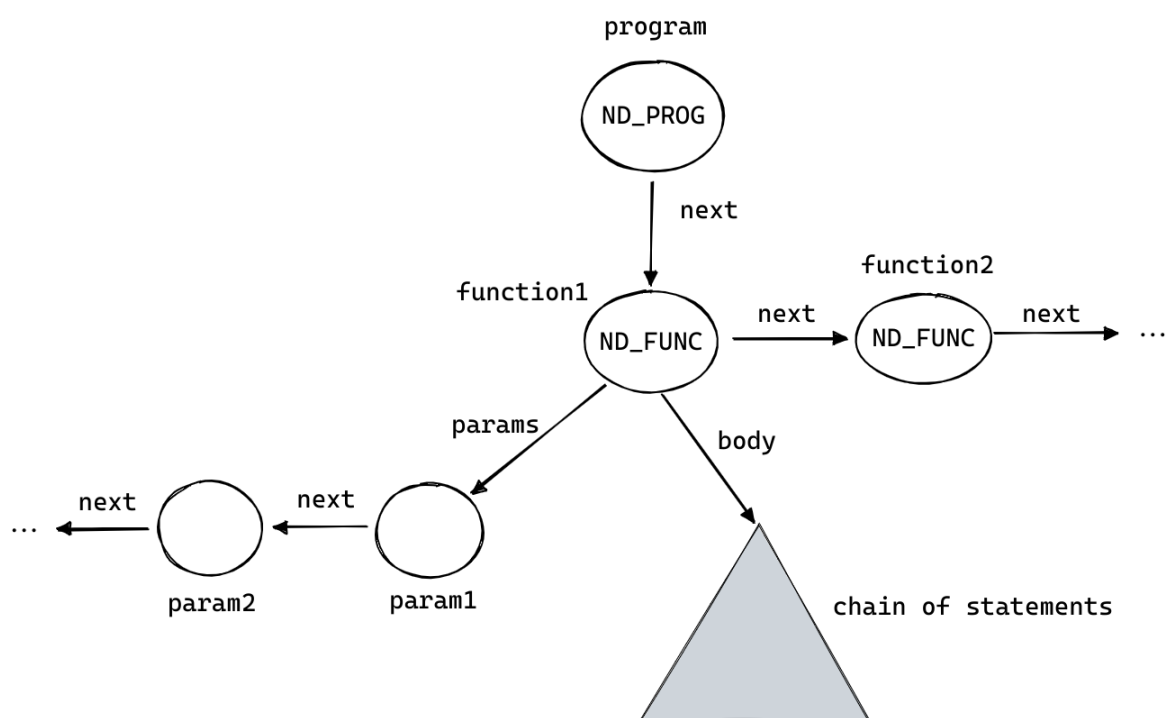 program
ND_PROG
next
function2
function1
next
next
ND_FUNC
ND_FUNC
...
params
body
next
next
...
param2
param1
chain of statements